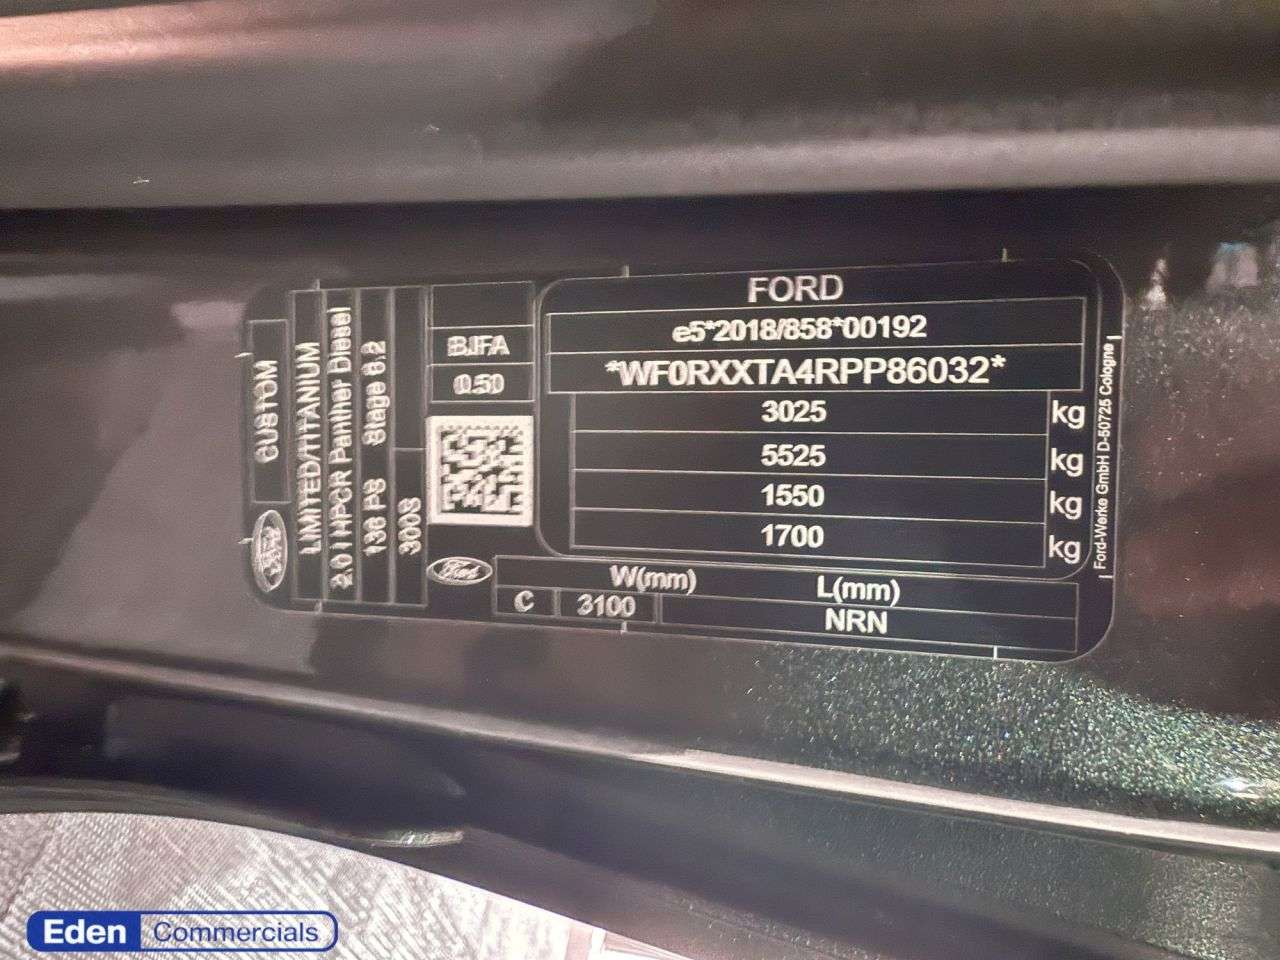 CUSTOM
LIMITED/TITANIUM
2.0 l HPCR Panther Diesel
136 PS Stage 6.2
300S
Ford
BJFA
0.50
Ford
FORD
e5*2018/858*00192
*WF0RXXTA4RPP86032*
3025 kg
5525 kg
1550 kg
1700 kg
W(mm) L(mm)
C 3100 NRN
Ford-Werke GmbH D-50725 Cologne
Eden Commercials